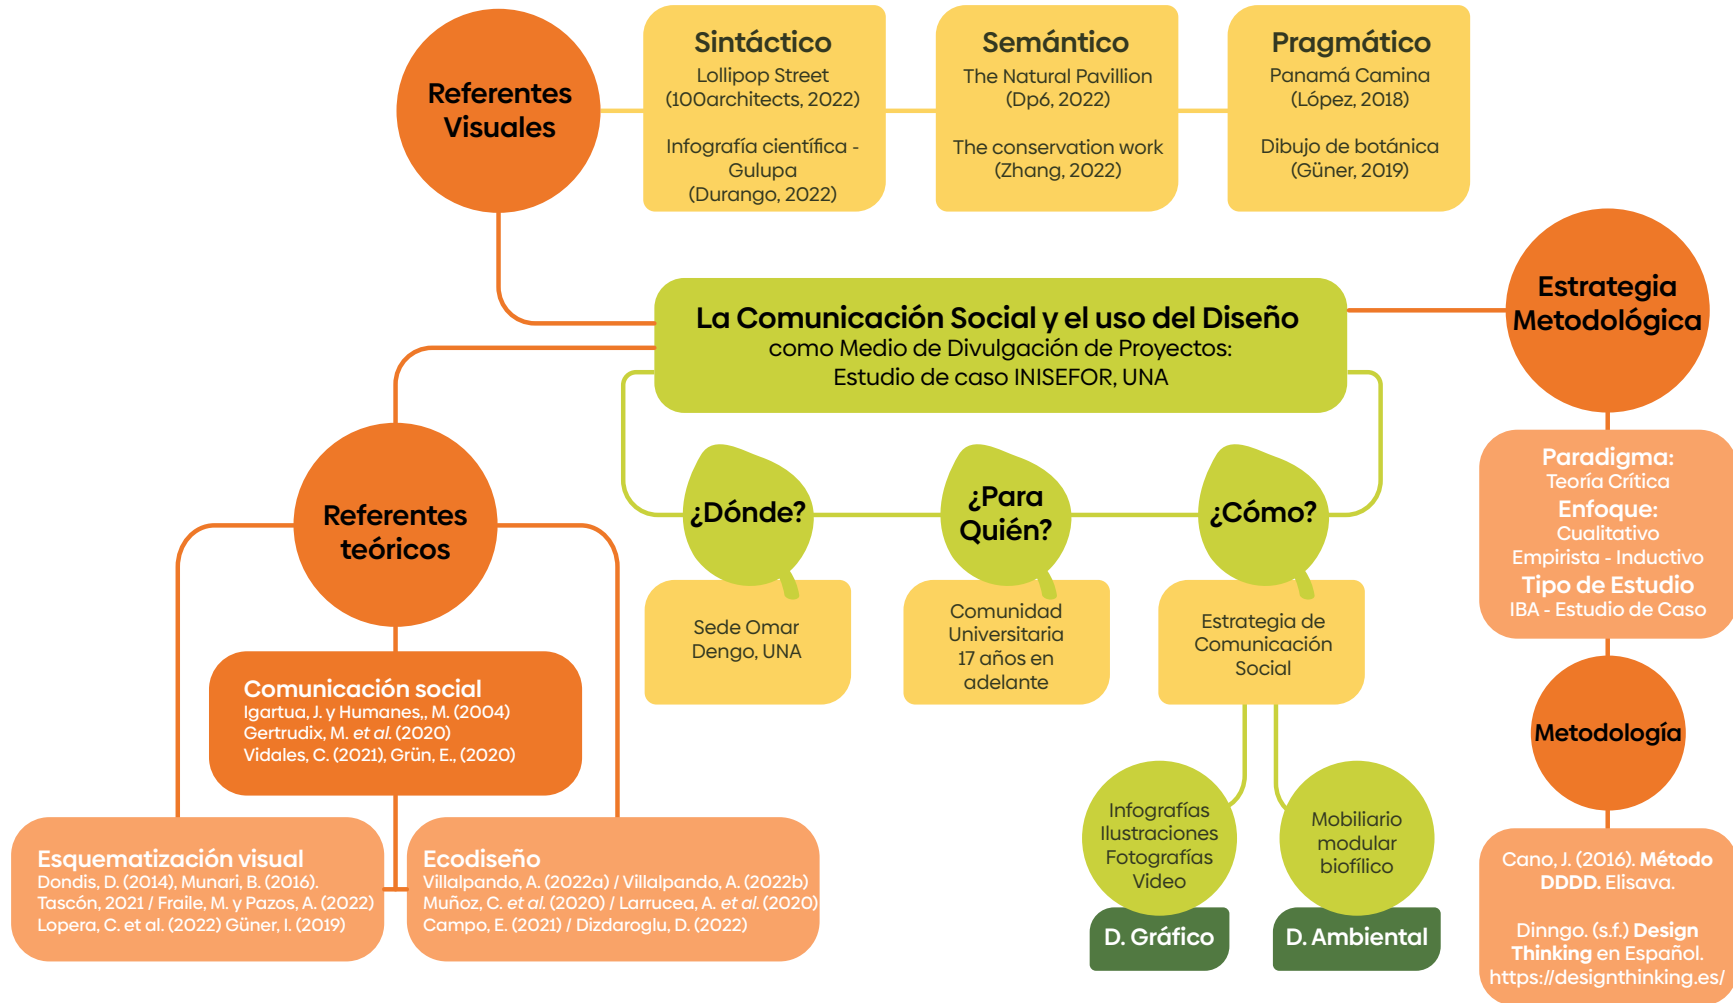 Referentes
Visuales
Sintáctico
Lollipop Street
(100architects, 2022)
Infografía científica -
Gulupa
(Durango, 2022)
Semántico
The Natural Pavillion
(Dp6, 2022)
The conservation work
(Zhang, 2022)
Pragmático
Panamá Camina
(López, 2018)
Dibujo de botánica
(Güner, 2019)
La Comunicación Social y el uso del Diseño
como Medio de Divulgación de Proyectos:
Estudio de caso INISEFOR, UNA
Estrategia
Metodológica
Paradigma:
Teoría Crítica
Enfoque:
Cualitativo
Empirista - Inductivo
Tipo de Estudio
IBA - Estudio de Caso
Metodología
Cano, J. (2016). Método
DDDD. Elisava.
Dinngo. (s.f.) Design
Thinking en Español.
https://designthinking.es/
¿Dónde?
Sede Omar
Dengo, UNA
¿Para
Quién?
Comunidad
Universitaria
17 años en
adelante
¿Cómo?
Estrategia de
Comunicación
Social
Infografías
Ilustraciones
Fotografías
Video
D. Gráfico
Mobiliario
modular
biofílico
D. Ambiental
Referentes
teóricos
Comunicación social
Igartua, J. y Humanes,, M. (2004)
Gertrudix, M. et al. (2020)
Vidales, C. (2021), Grün, E., (2020)
Esquematización visual
Dondis, D. (2014), Munari, B. (2016).
Tascón, 2021 / Fraile, M. y Pazos, A. (2022)
Lopera, C. et al. (2022) Güner, I. (2019)
Ecodiseño
Villalpando, A. (2022a) / Villalpando, A. (2022b)
Muñoz, C. et al. (2020) / Larrucea, A. et al. (2020)
Campo, E. (2021) / Dizdaroglu, D. (2022)